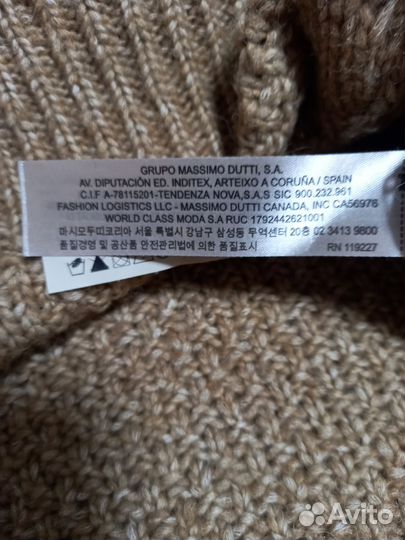 GRUPO MASSIMO DUTTI, S.A.
AV. DIPUTACIÓN ED. INDITEX, ARTEIXO A CORUÑA / SPAIN
C.I.F A-78115201-TENDENZA NOVA,S.A.S SIC 900.232.961
FASHION LOGISTICS LLC - MASSIMO DUTTI CANADA, INC CA56976
WORLD CLASS MODA S.A RUC 1792442621001
마시모두띠코리아 서울 특별시 강남구 삼성동 무역센터 20층 02 3413 9800
품질경영 및 공산품 안전관리법에 의한 품질표시 RN 119227
Avito